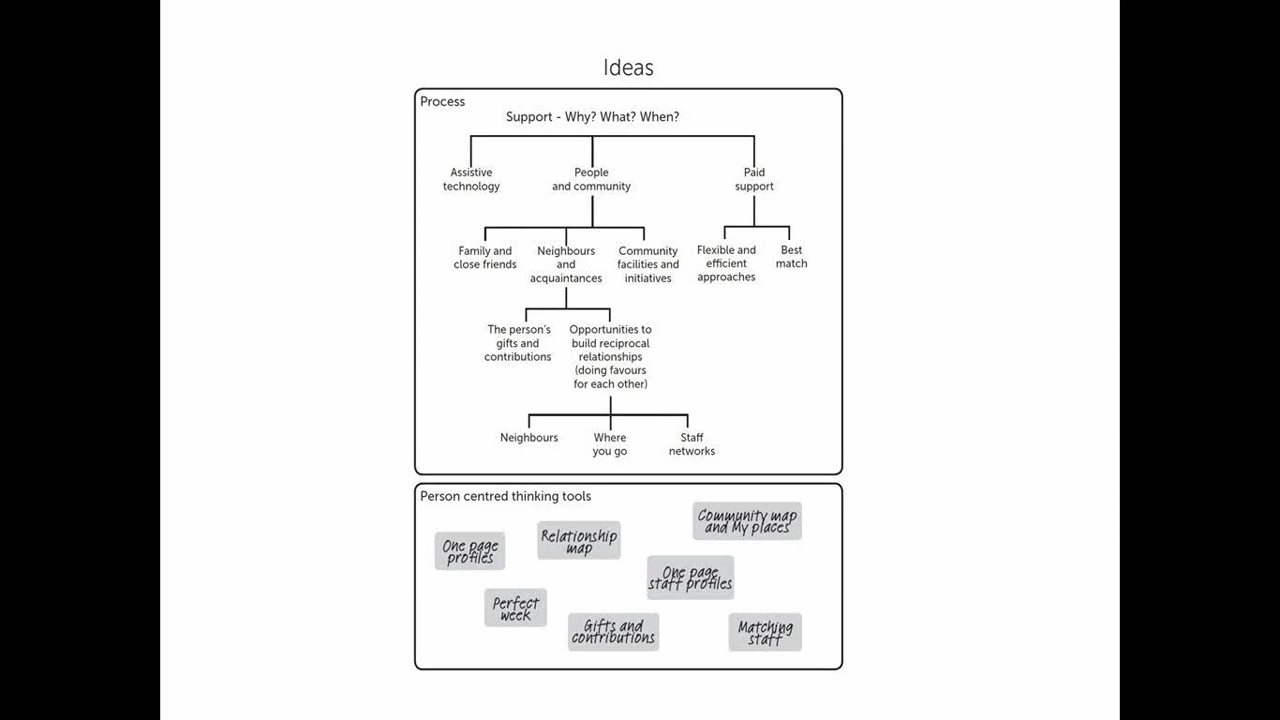 Ideas
Process
Support - Why? What? When?
Assistive
technology
People
and community
Paid
support
Family and
close friends
Neighbours
and
acquaintances
Community
facilities and
initiatives
Flexible and
efficient
approaches
Best
match
The person's
gifts and
contributions
Opportunities to
build reciprocal
relationships
(doing favours
for each other)
Neighbours
Where
you go
Staff
networks
Person centred thinking tools
One page
profiles
Relationship
map
Community map
and My places
One page
staff profiles
Perfect
week
Gifts and
contributions
Matching
staff